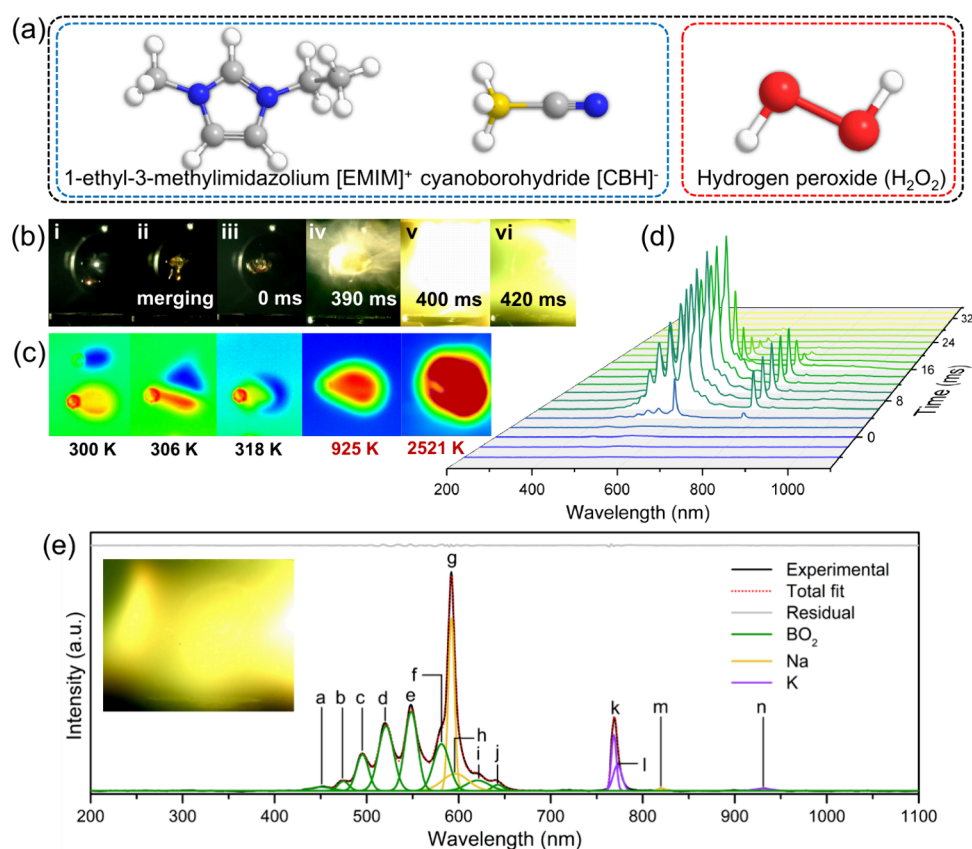 (a)
1-ethyl-3-methylimidazolium [EMIM]⁺ cyanoborohydride [CBH]⁻
Hydrogen peroxide (H₂O₂)
(b)
i ii iii iv v vi
merging 0 ms 390 ms 400 ms 420 ms
(c)
300 K 306 K 318 K 925 K 2521 K
(d)
32
24
16
8
0
Time (ms)
200 400 600 800 1000
Wavelength (nm)
(e)
g
Experimental
Total fit
Residual
BO₂
Na
K
Intensity (a.u.)
a b c d e f h i j k l m n
200 300 400 500 600 700 800 900 1000 1100
Wavelength (nm)